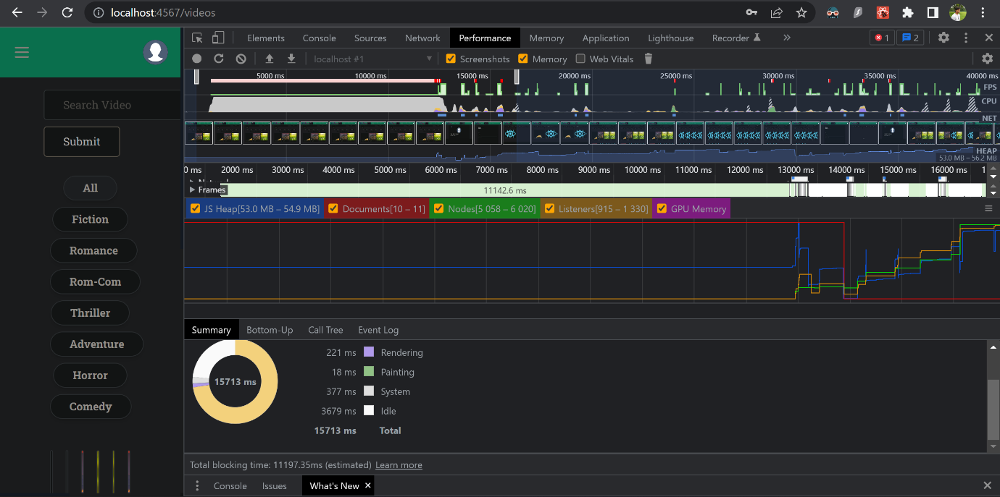 localhost:4567/videos
Elements Console Sources Network Performance Memory Application Lighthouse Recorder » 1 2
localhost #1 Screenshots Memory Web Vitals
5000 ms 10000 ms 15000 ms 20000 ms 25000 ms 30000 ms 35000 ms 40000 ms
FPS
CPU
NET
HEAP
53.0 MB – 56.2 MB
0 ms 2000 ms 3000 ms 4000 ms 5000 ms 6000 ms 7000 ms 8000 ms 9000 ms 10000 ms 11000 ms 12000 ms 13000 ms 14000 ms 15000 ms 16000 ms 1
Frames 11142.6 ms
JS Heap[53.0 MB – 54.9 MB] Documents[10 – 11] Nodes[5 058 – 6 020] Listeners[915 – 1 330] GPU Memory
Search Video
Submit
All
Fiction
Romance
Rom-Com
Thriller
Adventure
Horror
Comedy
Summary Bottom-Up Call Tree Event Log
15713 ms
221 ms Rendering
18 ms Painting
377 ms System
3679 ms Idle
15713 ms Total
Total blocking time: 11197.35ms (estimated) Learn more
Console Issues What's New ×